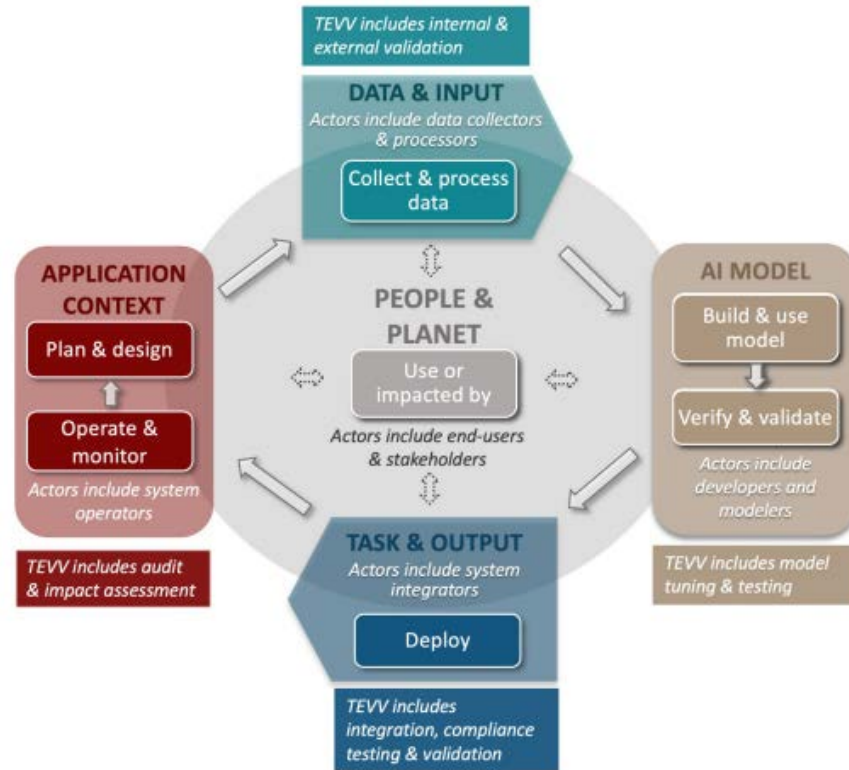 TEVV includes internal &
external validation
DATA & INPUT
Actors include data collectors
& processors
Collect & process
data
APPLICATION
CONTEXT
Plan & design
Operate &
monitor
Actors include system
operators
TEVV includes audit
& impact assessment
PEOPLE &
PLANET
Use or
impacted by
Actors include end-users
& stakeholders
AI MODEL
Build & use
model
Verify & validate
Actors include
developers and
modelers
TEVV includes model
tuning & testing
TASK & OUTPUT
Actors include system
integrators
Deploy
TEVV includes
integration, compliance
testing & validation